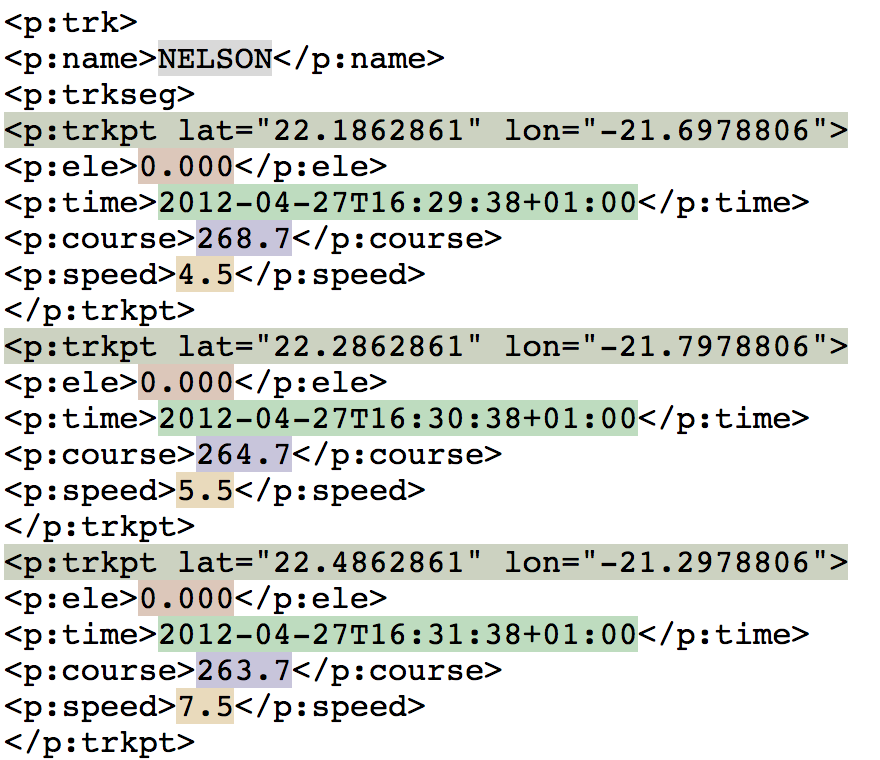 <p:trk>
<p:name>NELSON</p:name>
<p:trkseg>
<p:trkpt lat="22.1862861" lon="-21.6978806">
<p:ele>0.000</p:ele>
<p:time>2012-04-27T16:29:38+01:00</p:time>
<p:course>268.7</p:course>
<p:speed>4.5</p:speed>
</p:trkpt>
<p:trkpt lat="22.2862861" lon="-21.7978806">
<p:ele>0.000</p:ele>
<p:time>2012-04-27T16:30:38+01:00</p:time>
<p:course>264.7</p:course>
<p:speed>5.5</p:speed>
</p:trkpt>
<p:trkpt lat="22.4862861" lon="-21.2978806">
<p:ele>0.000</p:ele>
<p:time>2012-04-27T16:31:38+01:00</p:time>
<p:course>263.7</p:course>
<p:speed>7.5</p:speed>
</p:trkpt>